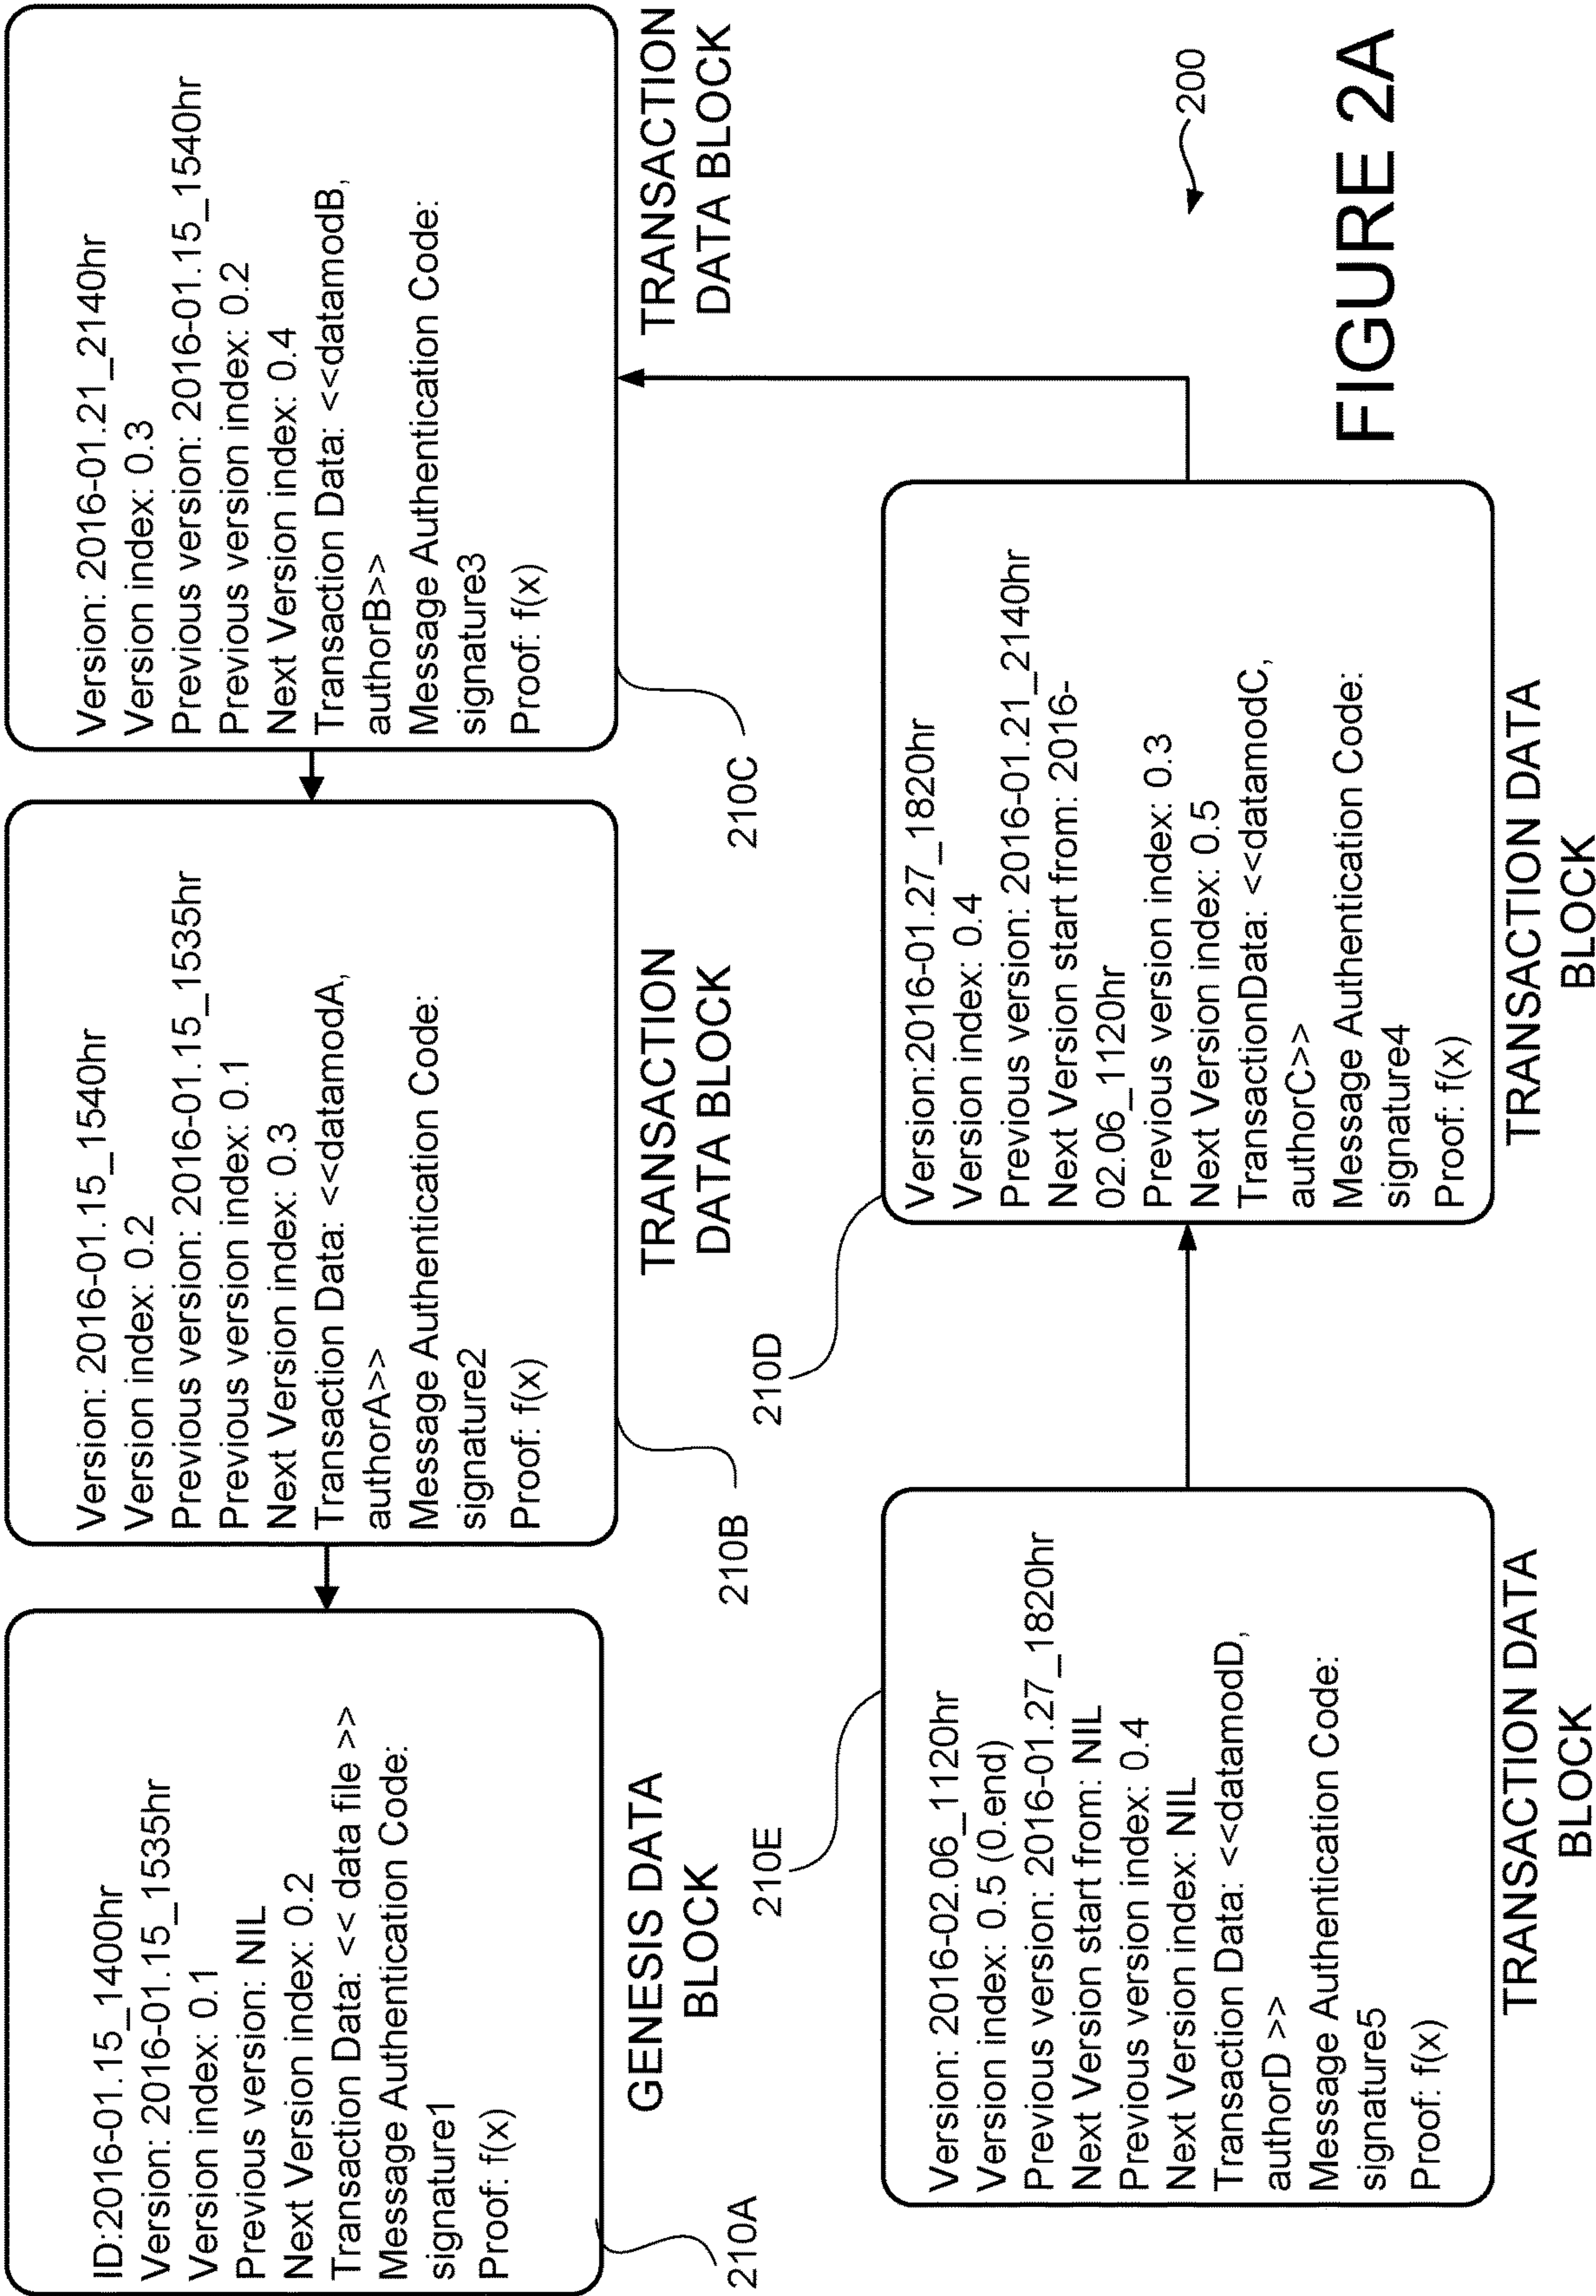 ID:2016-01.15_1400hr
Version: 2016-01.15_1535hr
Version index: 0.1
Previous version: NIL
Next Version index: 0.2
Transaction Data: << data file >>
Message Authentication Code:
signature1
Proof: f(x)
210A
GENESIS DATA
BLOCK
Version: 2016-01.15_1540hr
Version index: 0.2
Previous version: 2016-01.15_1535hr
Previous version index: 0.1
Next Version index: 0.3
Transaction Data: <<datamodA,
authorA>>
Message Authentication Code:
signature2
Proof: f(x)
210B
TRANSACTION
DATA BLOCK
Version: 2016-01.21_2140hr
Version index: 0.3
Previous version: 2016-01.15_1540hr
Previous version index: 0.2
Next Version index: 0.4
Transaction Data: <<datamodB,
authorB>>
Message Authentication Code:
signature3
Proof: f(x)
210C
TRANSACTION
DATA BLOCK
210E
Version: 2016-02.06_1120hr
Version index: 0.5 (0.end)
Previous version: 2016-01.27_1820hr
Next Version start from: NIL
Previous version index: 0.4
Next Version index: NIL
Transaction Data: <<datamodD,
authorD >>
Message Authentication Code:
signature5
Proof: f(x)
TRANSACTION DATA
BLOCK
210D
Version:2016-01.27_1820hr
Version index: 0.4
Previous version: 2016-01.21_2140hr
Next Version start from: 2016-
02.06_1120hr
Previous version index: 0.3
Next Version index: 0.5
TransactionData: <<datamodC,
authorC>>
Message Authentication Code:
signature4
Proof: f(x)
TRANSACTION DATA
BLOCK
200
FIGURE 2A